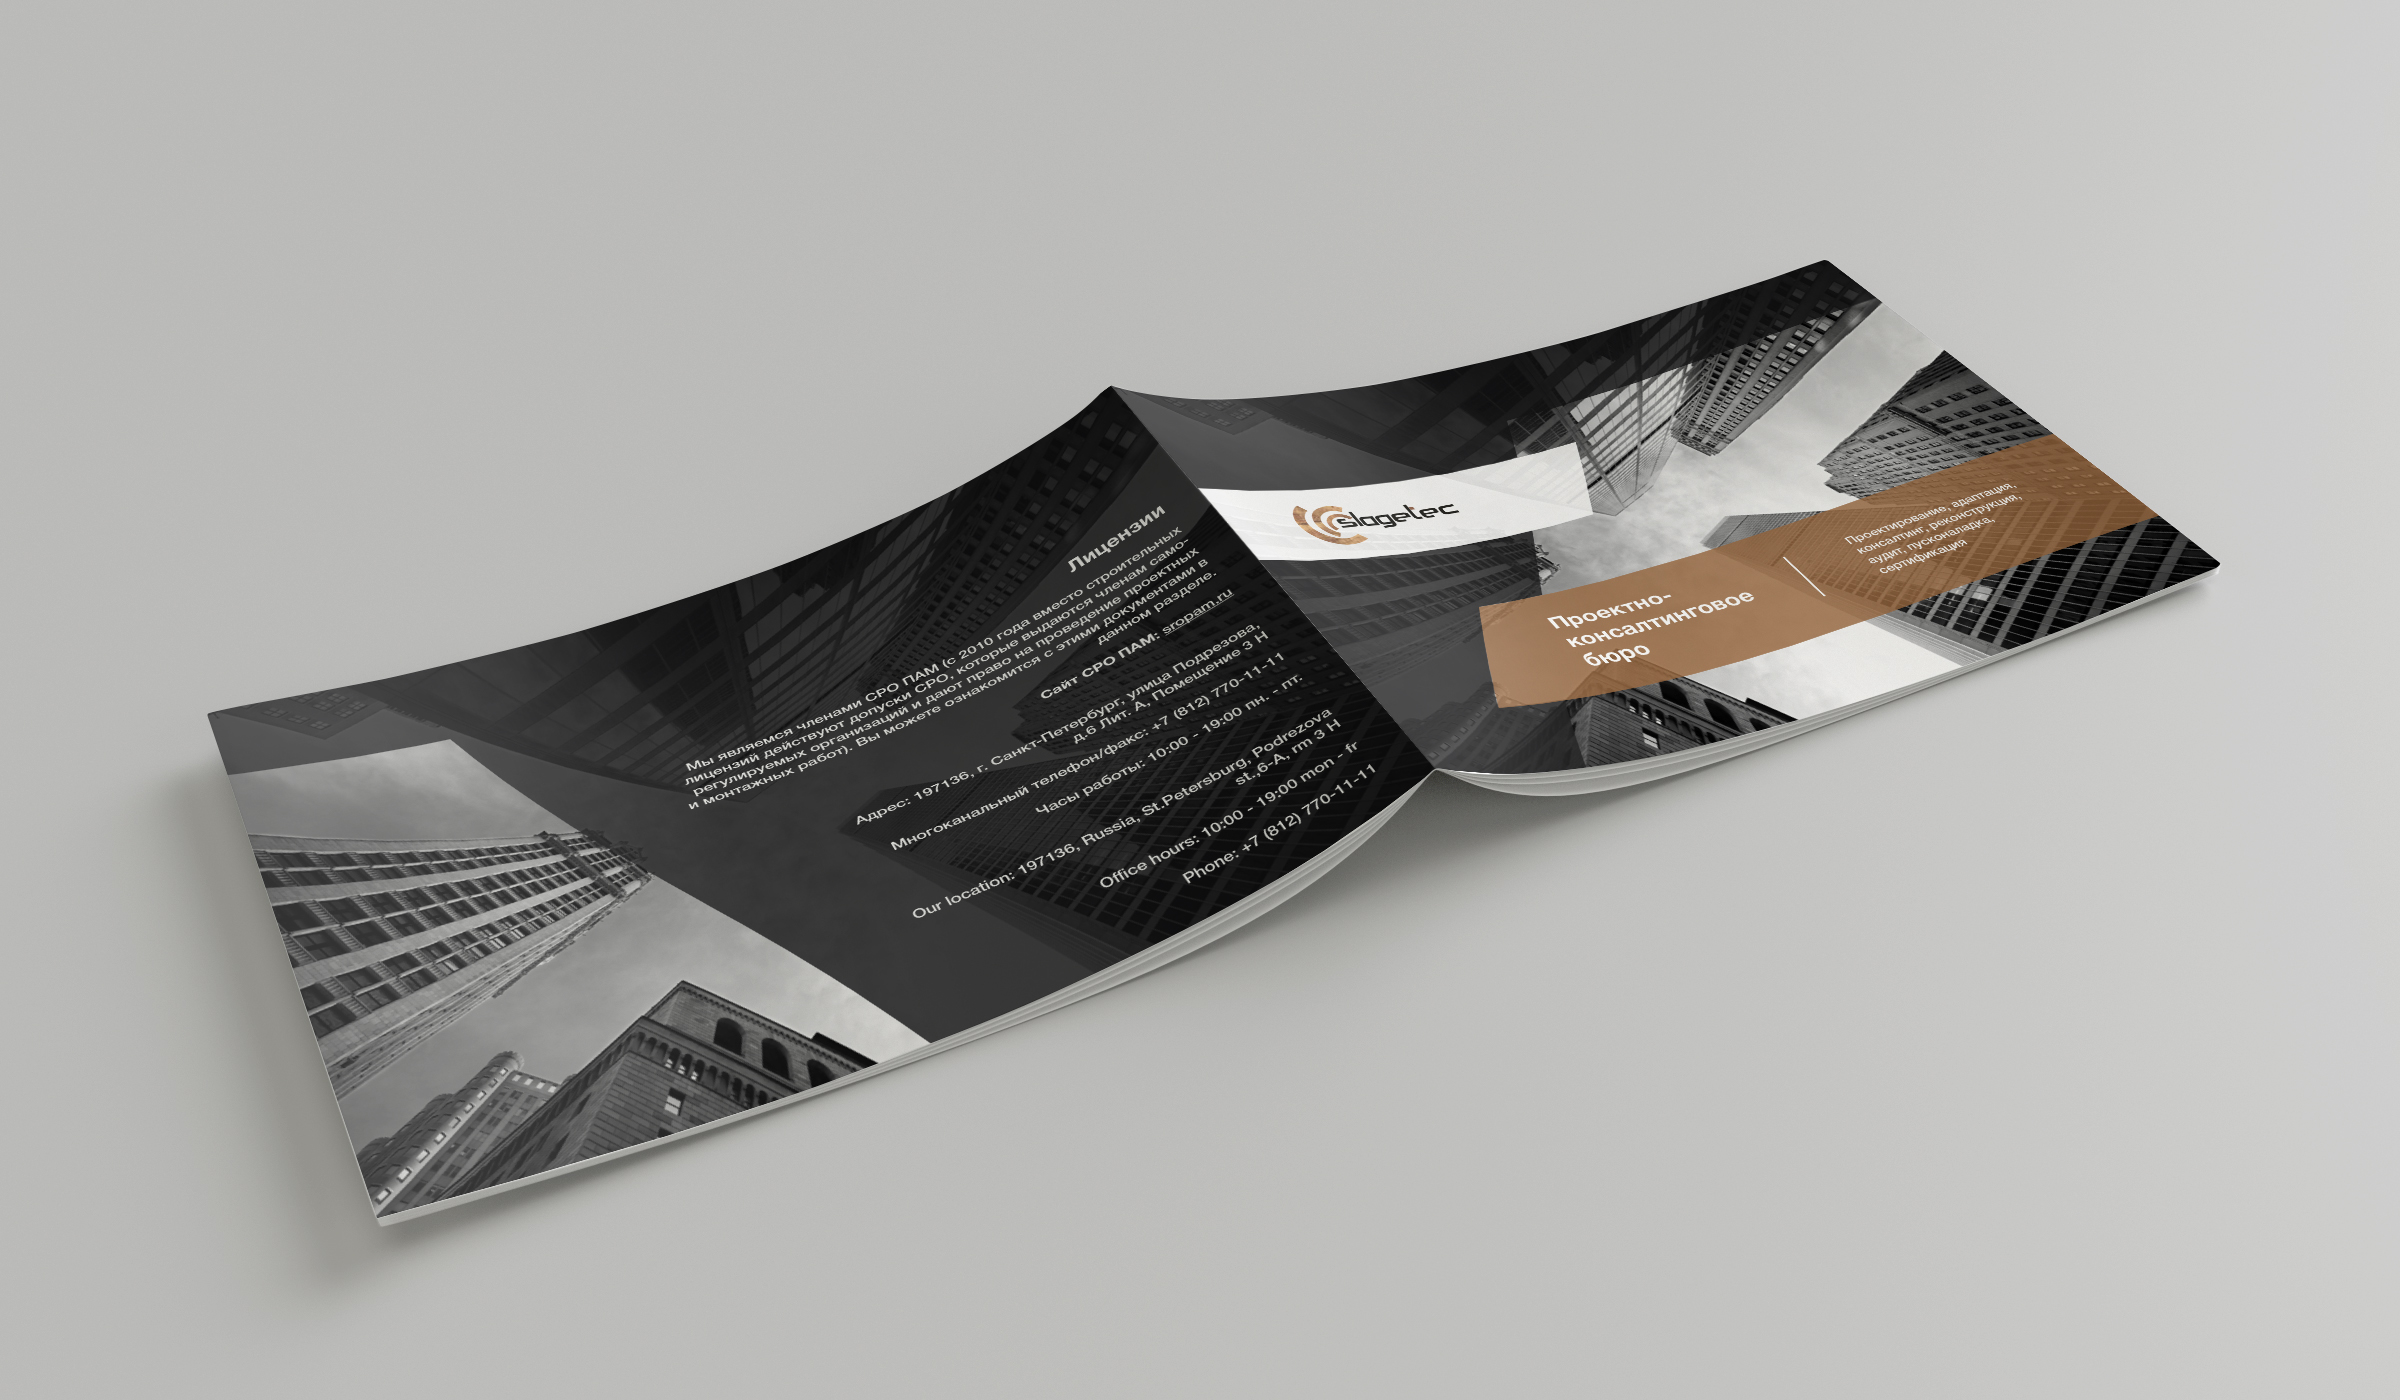 Лицензии
Мы являемся членами СРО ПАМ (с 2010 года вместо строительных
лицензий действуют допуски СРО, которые выдаются членам само-
регулируемых организаций и дают право на проведение проектных
и монтажных работ). Вы можете ознакомится с этими документами в
данном разделе.
Сайт СРО ПАМ: sropam.ru
Адрес: 197136, г. Санкт-Петербург, улица Подрезова,
д.6 Лит. А, Помещение 3 Н
Многоканальный телефон/факс: +7 (812) 770-11-11
Часы работы: 10:00 - 19:00 пн. - пт.
Our location: 197136, Russia, St.Petersburg, Podrezova
st.,6-A, rm 3 H
Office hours: 10:00 - 19:00 mon - fr
Phone: +7 (812) 770-11-11
slagetec
Проектно-
консалтинговое
бюро
Проектирование, адаптация,
консалтинг, реконструкция,
аудит, пусконаладка,
сертификация